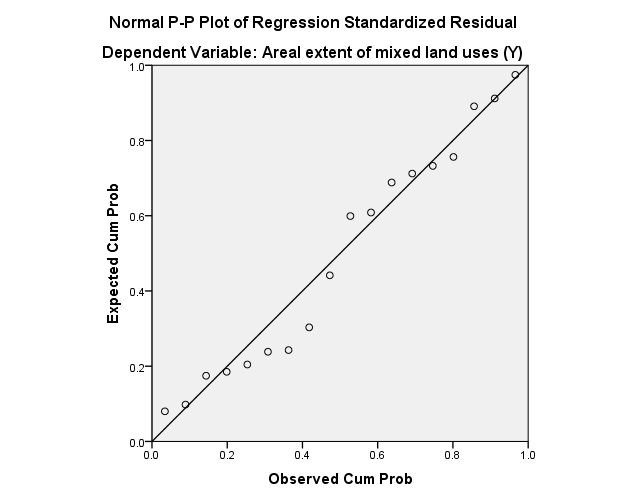 Normal P-P Plot of Regression Standardized Residual
Dependent Variable: Areal extent of mixed land uses (Y)
Expected Cum Prob
1.0
0.8
0.6
0.4
0.2
0.0
0.0 0.2 0.4 0.6 0.8 1.0
Observed Cum Prob